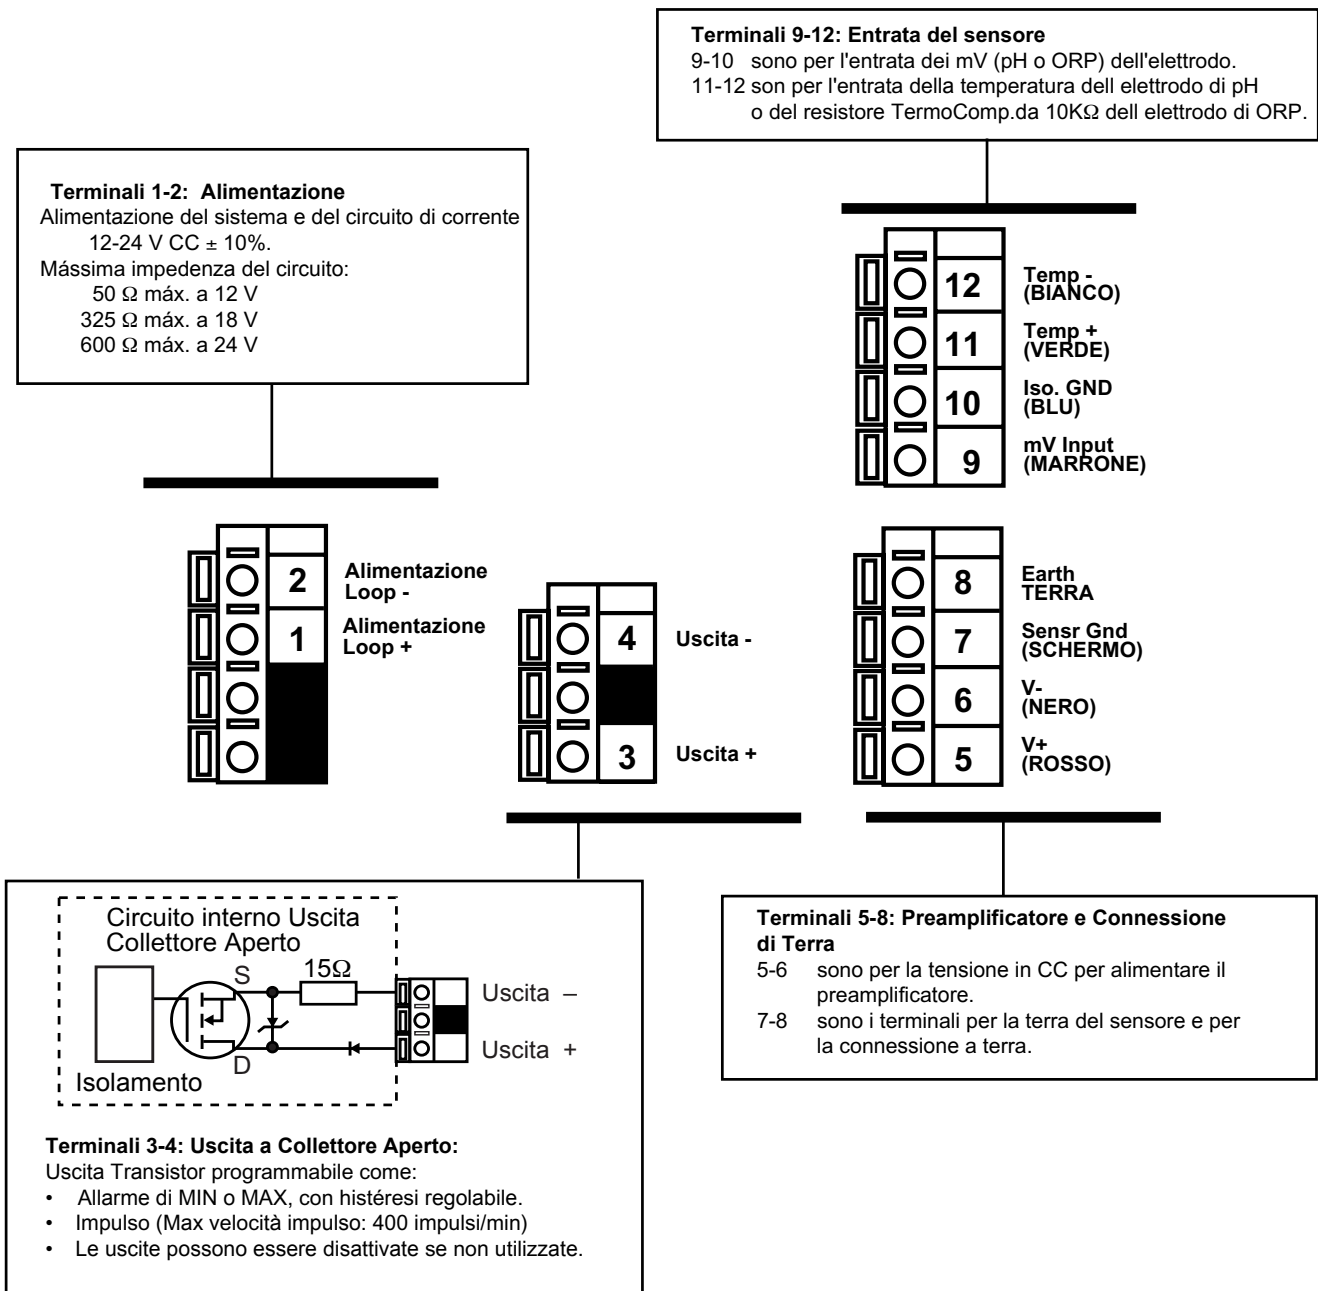 Terminali 9-12: Entrata del sensore
9-10 sono per l'entrata dei mV (pH o ORP) dell'elettrodo.
11-12 son per l'entrata della temperatura dell elettrodo di pH
o del resistore TermoComp.da 10KΩ dell elettrodo di ORP.
Terminali 1-2: Alimentazione
Alimentazione del sistema e del circuito di corrente
12-24 V CC ± 10%.
Mássima impedenza del circuito:
50 Ω máx. a 12 V
325 Ω máx. a 18 V
600 Ω máx. a 24 V
12
Temp -
(BIANCO)
11
Temp +
(VERDE)
10
Iso. GND
(BLU)
9
mV Input
(MARRONE)
2
Alimentazione
Loop -
1
Alimentazione
Loop +
4
Uscita -
3
Uscita +
8
Earth
TERRA
7
Sensr Gnd
(SCHERMO)
6
V-
(NERO)
5
V+
(ROSSO)
Circuito interno Uscita
Collettore Aperto
S
15Ω
Uscita –
D
Uscita +
Isolamento
Terminali 3-4: Uscita a Collettore Aperto:
Uscita Transistor programmabile come:
• Allarme di MIN o MAX, con histéresi regolabile.
• Impulso (Max velocità impulso: 400 impulsi/min)
• Le uscite possono essere disattivate se non utilizzate.
Terminali 5-8: Preamplificatore e Connessione
di Terra
5-6 sono per la tensione in CC per alimentare il
preamplificatore.
7-8 sono i terminali per la terra del sensore e per
la connessione a terra.